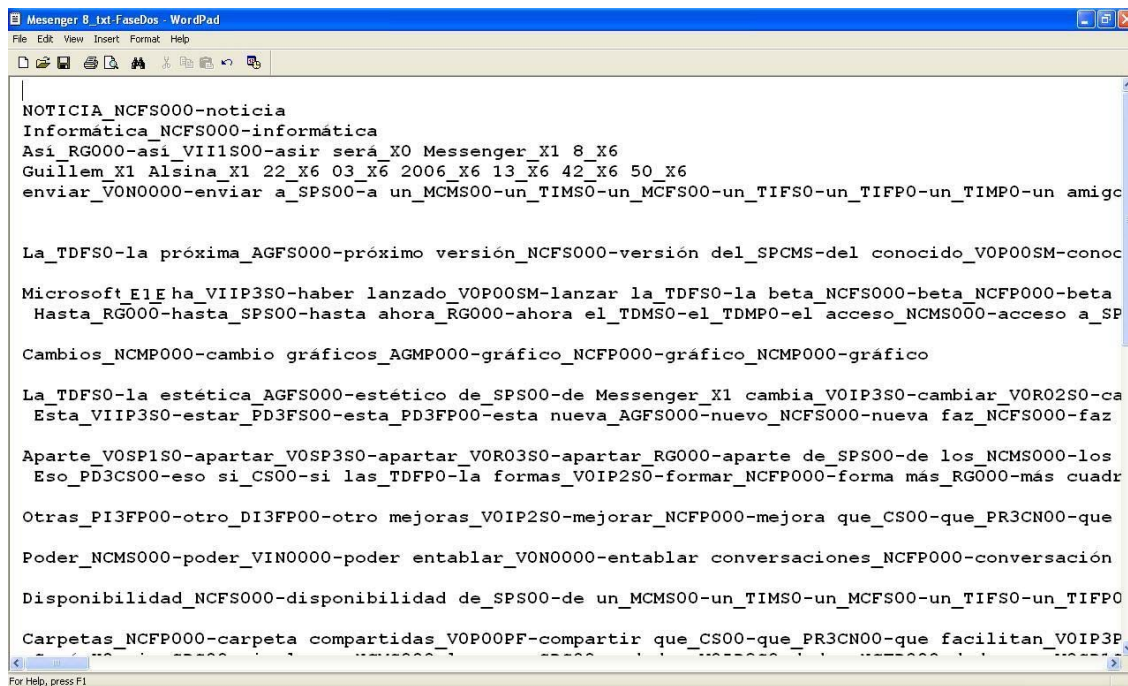 Mesenger 8_txt-FaseDos - WordPad
File Edit View Insert Format Help
NOTICIA_NCFS000-noticia
Informática_NCFS000-informática
Así_RG000-así_VII1S00-asir será_X0 Messenger_X1 8_X6
Guillem_X1 Alsina_X1 22_X6 03_X6 2006_X6 13_X6 42_X6 50_X6
enviar_V0N0000-enviar a_SPS00-a un_MCMS00-un_TIMS0-un_MCFS00-un_TIFS0-un_TIFP0-un_TIMP0-un amigo
La_TDFS0-la próxima_AGFS000-próximo versión_NCFS000-versión del_SPCMS-del conocido_V0P00SM-conoc
Microsoft_E1E ha_VIIP3S0-haber lanzado_V0P00SM-lanzar la_TDFS0-la beta_NCFS000-beta_NCFP000-beta
Hasta_RG000-hasta_SPS00-hasta ahora_RG000-ahora el_TDMS0-el_TDMP0-el acceso_NCMS000-acceso a_SP
Cambios_NCMP000-cambio gráficos_AGMP000-gráfico_NCFP000-gráfico_NCMP000-gráfico
La_TDFS0-la estética_AGFS000-estético de_SPS00-de Messenger_X1 cambia_V0IP3S0-cambiar_V0R02S0-ca
Esta_VIIP3S0-estar_PD3FS00-esta_PD3FP00-esta nueva_AGFS000-nuevo_NCFS000-nueva faz_NCFS000-faz
Aparte_V0SP1S0-apartar_V0SP3S0-apartar_V0R03S0-apartar_RG000-aparte de_SPS00-de los_NCMS000-los
Eso_PD3CS00-eso si_CS00-si las_TDFP0-la formas_V0IP2S0-formar_NCFP000-forma más_RG000-más cuadr
Otras_PI3FP00-otro_DI3FP00-otro mejoras_V0IP2S0-mejorar_NCFP000-mejora que_CS00-que_PR3CN00-que
Poder_NCMS000-poder_VIN0000-poder entablar_V0N0000-entablar conversaciones_NCFP000-conversación
Disponibilidad_NCFS000-disponibilidad de_SPS00-de un_MCMS00-un_TIMS0-un_MCFS00-un_TIFS0-un_TIFP0
Carpetas_NCFP000-carpeta compartidas_V0P00PF-compartir que_CS00-que_PR3CN00-que facilitan_V0IP3P
For Help, press F1